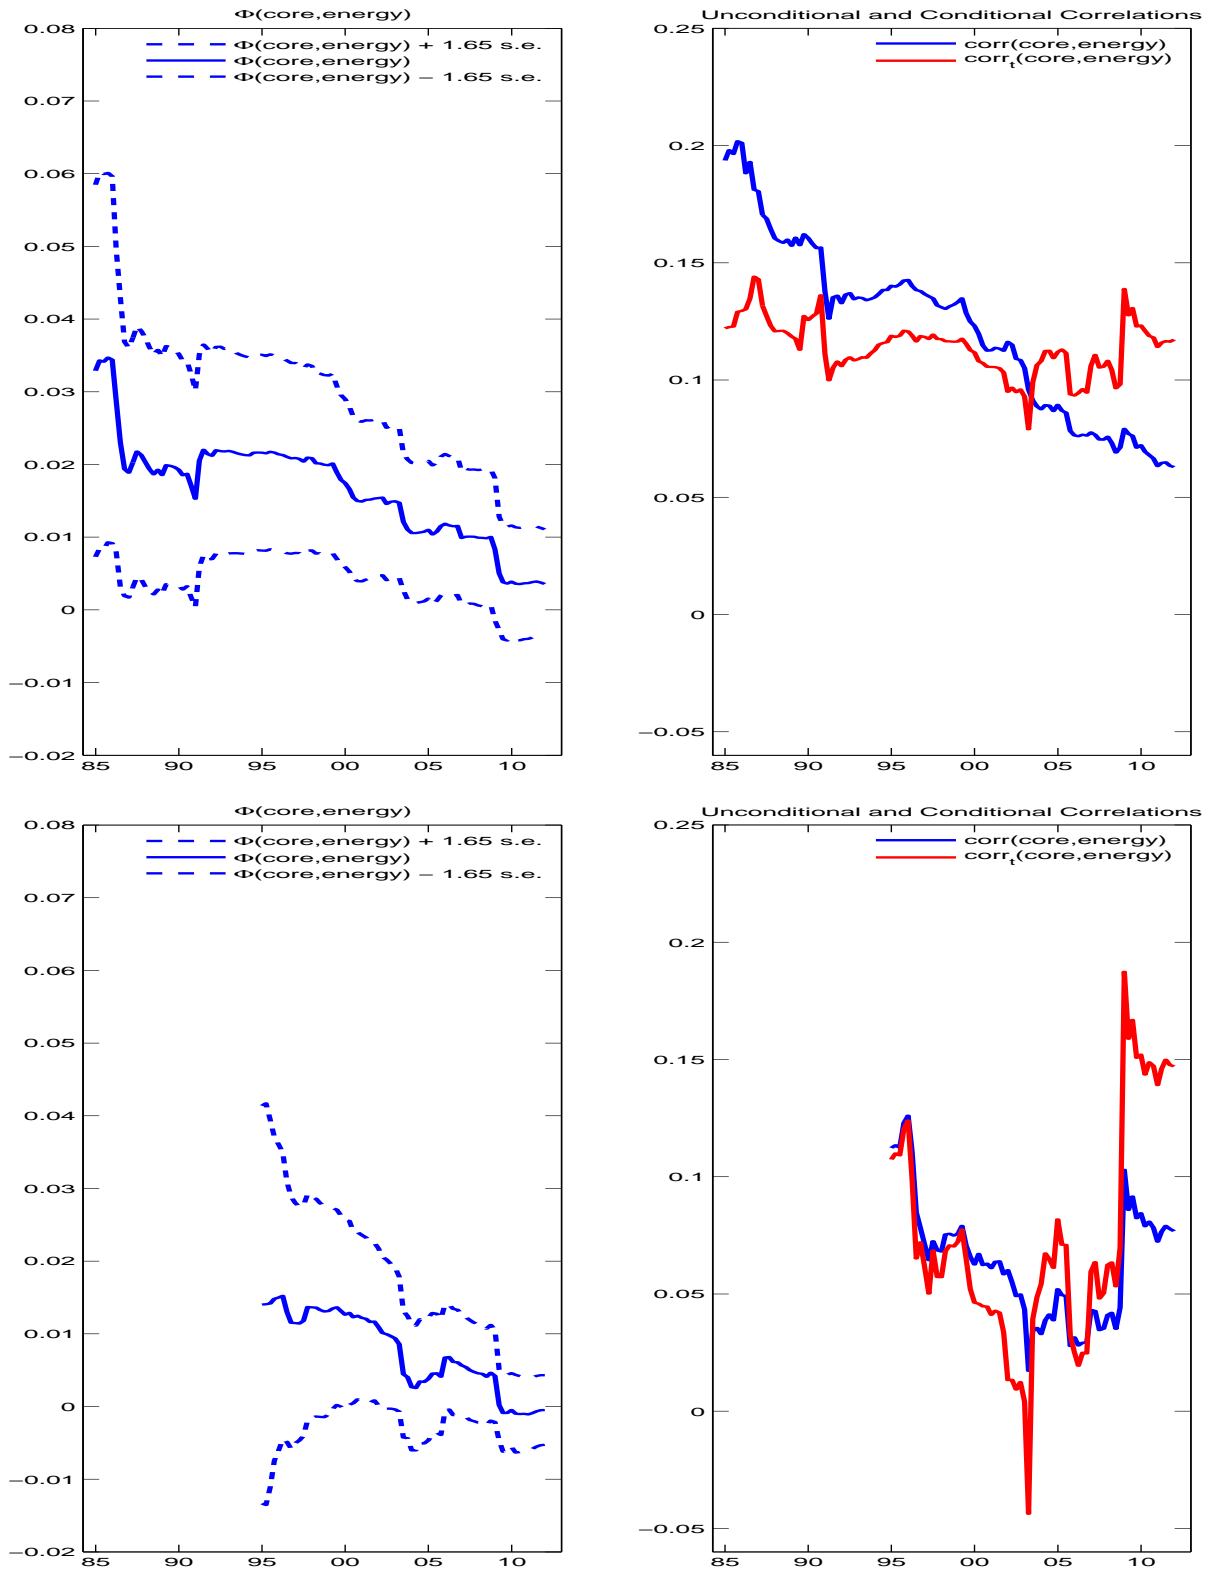 Φ(core,energy)
0.08
0.07
0.06
0.05
0.04
0.03
0.02
0.01
0
−0.01
−0.02
85 90 95 00 05 10
Φ(core,energy) + 1.65 s.e.
Φ(core,energy)
Φ(core,energy) − 1.65 s.e.
Unconditional and Conditional Correlations
0.25
0.2
0.15
0.1
0.05
0
−0.05
85 90 95 00 05 10
corr(core,energy)
corr_t(core,energy)
Φ(core,energy)
0.08
0.07
0.06
0.05
0.04
0.03
0.02
0.01
0
−0.01
−0.02
85 90 95 00 05 10
Φ(core,energy) + 1.65 s.e.
Φ(core,energy)
Φ(core,energy) − 1.65 s.e.
Unconditional and Conditional Correlations
0.25
0.2
0.15
0.1
0.05
0
−0.05
85 90 95 00 05 10
corr(core,energy)
corr_t(core,energy)